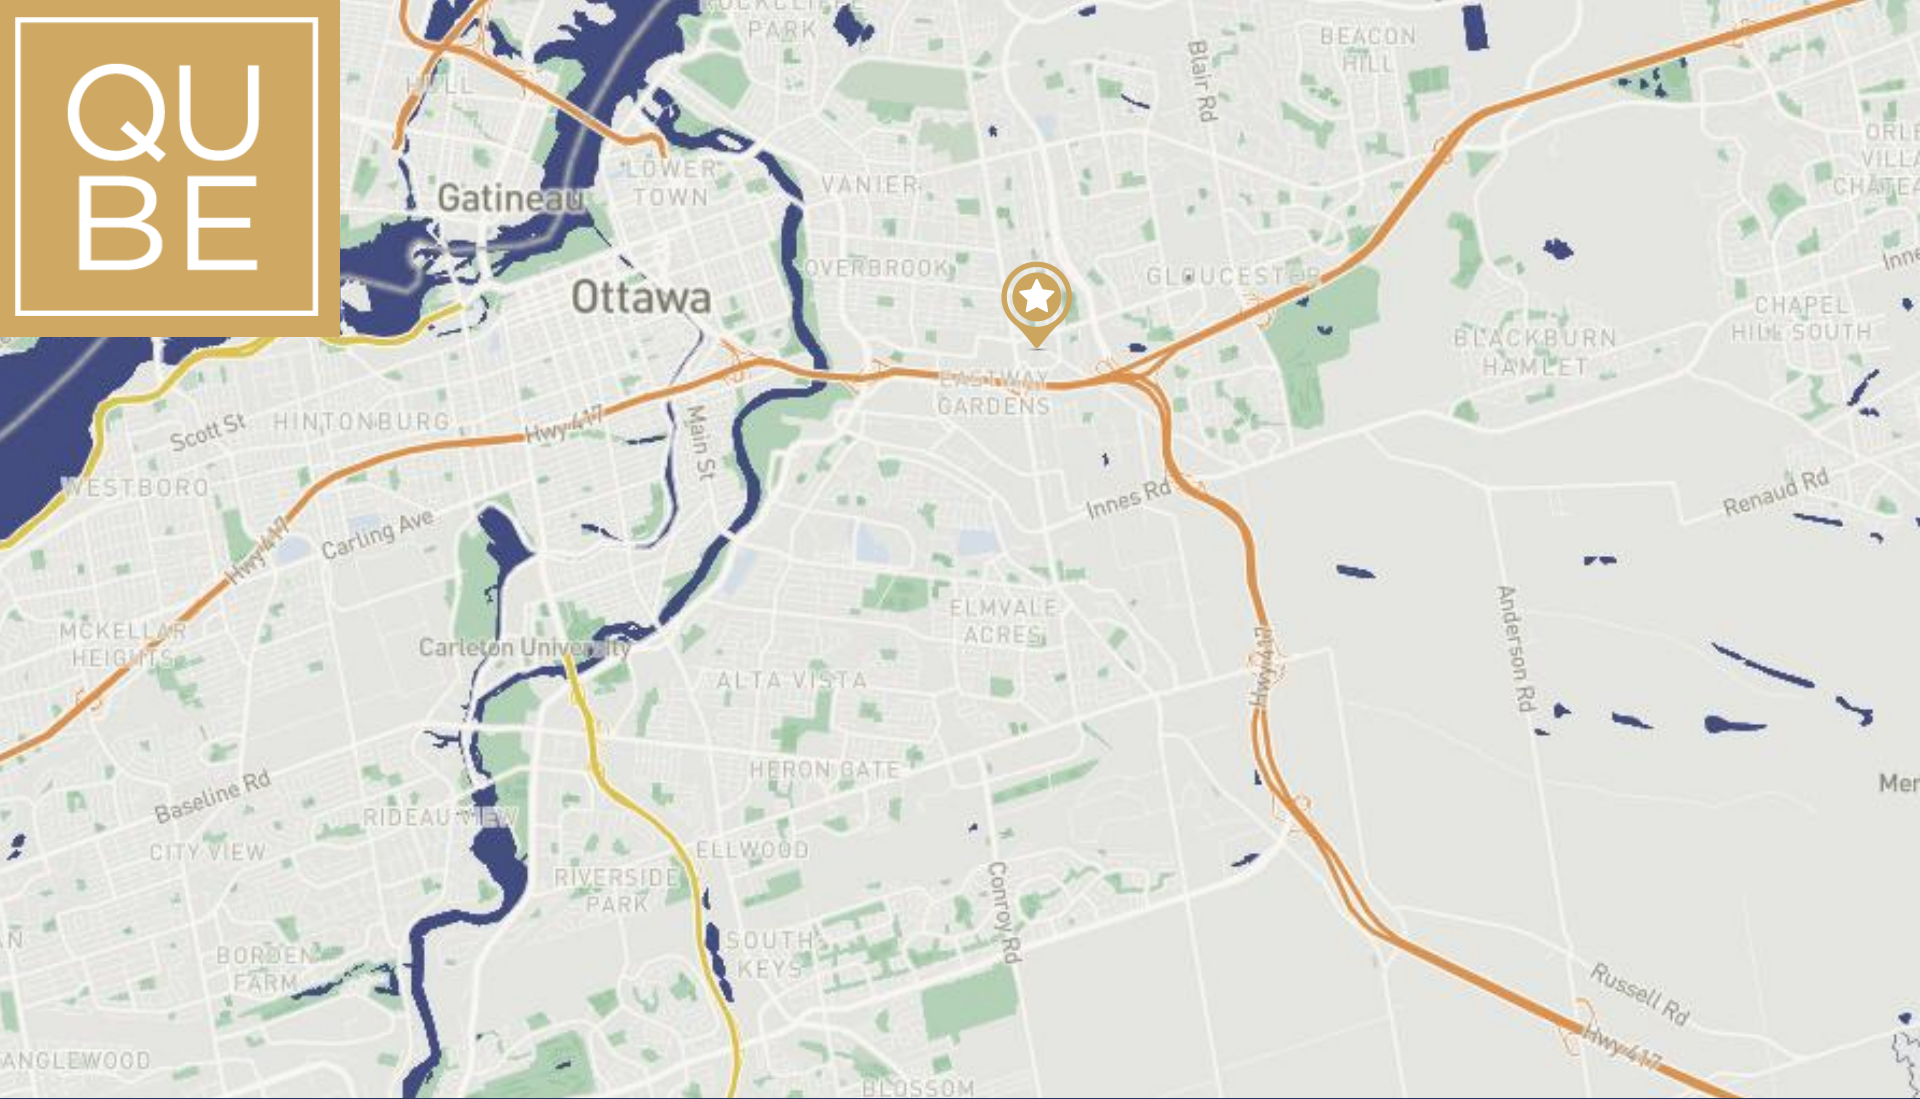 QU
BE
PARK
BEACON
HILL
Blair Rd
HULL
LOWER
TOWN
VANIER
Gatineau
OVERBROOK
GLOUCESTER
Ottawa
CHAPEL
HILL SOUTH
BLACKBURN
HAMLET
EASTWAY
GARDENS
Scott St
HINTONBURG
Hwy 417
Main St
WESTBORO
Innes Rd
Renaud Rd
Carling Ave
Hwy 417
MCKELLAR
HEIGHTS
Carleton University
ELMVALE
ACRES
Anderson Rd
Hwy 417
ALTA VISTA
HERON GATE
Baseline Rd
RIDEAU VIEW
CITY VIEW
ELLWOOD
RIVERSIDE
PARK
Conroy Rd
SOUTH
KEYS
BORDEN
FARM
Russell Rd
Hwy 417
ANGLEWOOD
BLOSSOM